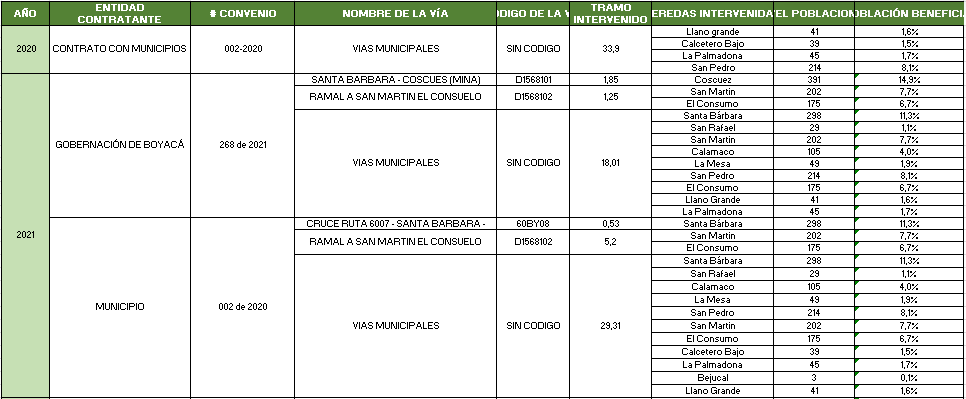 AÑO ENTIDAD CONTRATANTE # CONVENIO NOMBRE DE LA VÍA ODIGO DE LA V TRAMO INTERVENIDO EREDAS INTERVENIDA EL POBLACION OBLACIÓN BENEFICIA
2020 CONTRATO CON MUNICIPIOS 002-2020 VIAS MUNICIPALES SIN CODIGO 33,9 Llano grande 41 1,6%
Calcetero Bajo 39 1,5%
La Palmadona 45 1,7%
San Pedro 214 8,1%
2021 GOBERNACIÓN DE BOYACÁ 268 de 2021 SANTA BARBARA - COSCUES (MINA) D1568101 1,85 Coscuez 391 14,9%
RAMAL A SAN MARTIN EL CONSUELO D1568102 1,25 San Martin 202 7,7%
El Consumo 175 6,7%
VIAS MUNICIPALES SIN CODIGO 18,01 Santa Bárbara 298 11,3%
San Rafael 29 1,1%
San Martin 202 7,7%
Calamaco 105 4,0%
La Mesa 49 1,9%
San Pedro 214 8,1%
El Consumo 175 6,7%
Llano Grande 41 1,6%
La Palmadona 45 1,7%
MUNICIPIO 002 de 2020 CRUCE RUTA 6007 - SANTA BARBARA - 60BY08 0,53 Santa Bárbara 298 11,3%
RAMAL A SAN MARTIN EL CONSUELO D1568102 5,2 San Martin 202 7,7%
El Consumo 175 6,7%
VIAS MUNICIPALES SIN CODIGO 29,31 Santa Bárbara 298 11,3%
San Rafael 29 1,1%
Calamaco 105 4,0%
La Mesa 49 1,9%
San Pedro 214 8,1%
San Martin 202 7,7%
El Consumo 175 6,7%
Calcetero Bajo 39 1,5%
La Palmadona 45 1,7%
Bejucal 3 0,1%
Llano Grande 41 1,6%